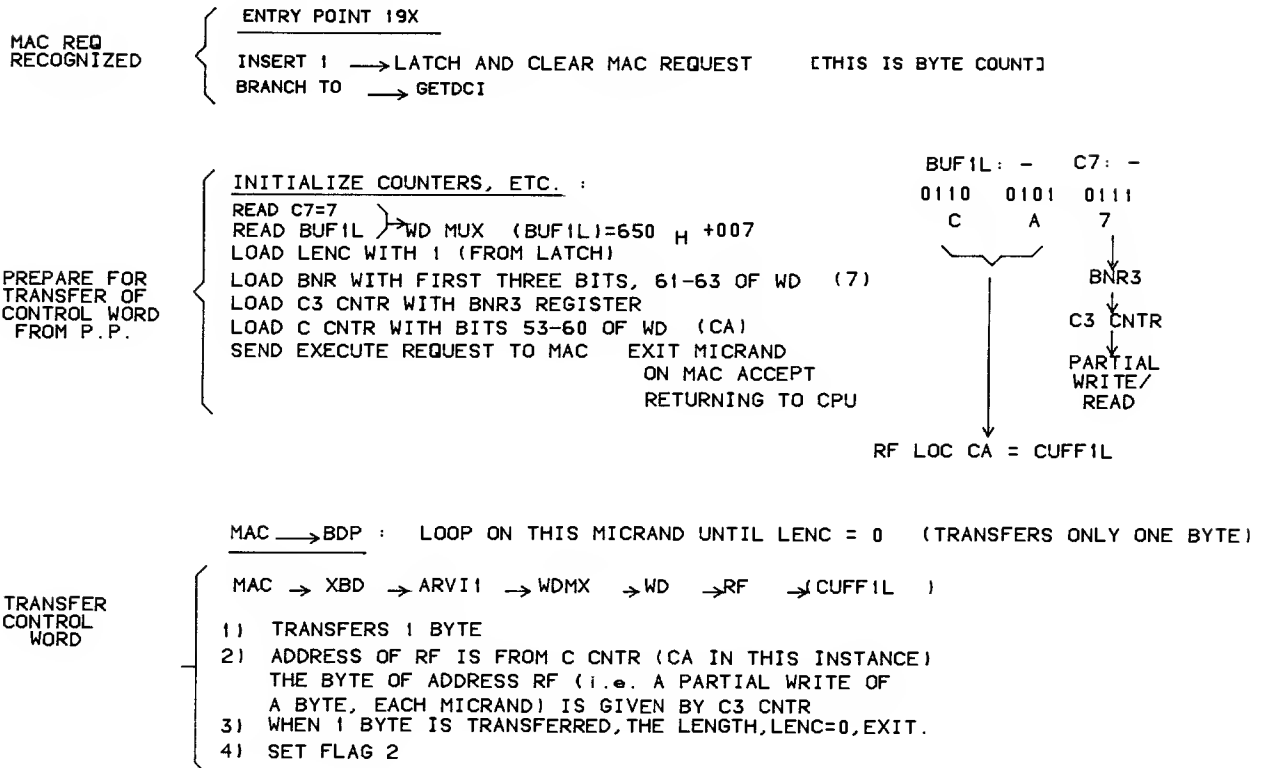 ENTRY POINT 19X
MAC REQ
RECOGNIZED
INSERT 1 → LATCH AND CLEAR MAC REQUEST [THIS IS BYTE COUNT]
BRANCH TO → GETDCI
BUF1L: - C7: -
0110 0101 0111
C A 7
BNR3
C3 CNTR
PARTIAL
WRITE/
READ
RF LOC CA = CUFF1L
PREPARE FOR
TRANSFER OF
CONTROL WORD
FROM P.P.
INITIALIZE COUNTERS, ETC. :
READ C7=7
READ BUF1L → WD MUX (BUF1L)=650 H +007
LOAD LENC WITH 1 (FROM LATCH)
LOAD BNR WITH FIRST THREE BITS, 61-63 OF WD (7)
LOAD C3 CNTR WITH BNR3 REGISTER
LOAD C CNTR WITH BITS 53-60 OF WD (CA)
SEND EXECUTE REQUEST TO MAC EXIT MICRAND
ON MAC ACCEPT
RETURNING TO CPU
MAC → BDP : LOOP ON THIS MICRAND UNTIL LENC = 0 (TRANSFERS ONLY ONE BYTE)
TRANSFER
CONTROL
WORD
MAC → XBD → ARVI1 → WDMX → WD → RF → (CUFF1L )
1) TRANSFERS 1 BYTE
2) ADDRESS OF RF IS FROM C CNTR (CA IN THIS INSTANCE)
THE BYTE OF ADDRESS RF (i.e. A PARTIAL WRITE OF
A BYTE, EACH MICRAND) IS GIVEN BY C3 CNTR
3) WHEN 1 BYTE IS TRANSFERRED, THE LENGTH, LENC=0, EXIT.
4) SET FLAG 2